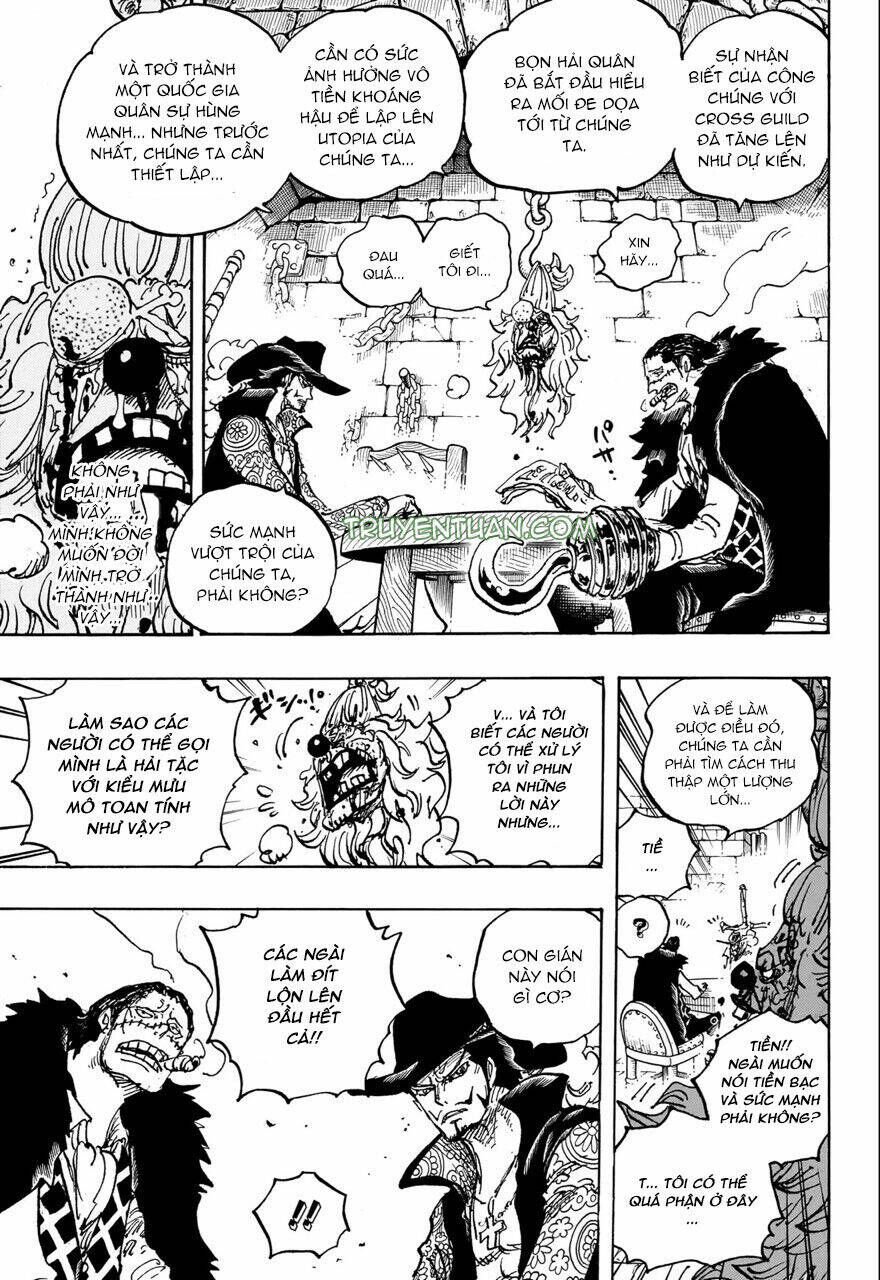 SỰ NHẬN
BIẾT CỦA CÔNG
CHÚNG VỚI
CROSS GUILD
ĐÃ TĂNG LÊN
NHƯ DỰ KIẾN.
BỌN HẢI QUÂN
ĐÃ BẮT ĐẦU HIỂU
RA MỐI ĐE DỌA
TỚI TỪ CHÚNG
TA.
CẦN CÓ SỨC
ẢNH HƯỞNG VÔ
TIỀN KHOÁNG
HẬU ĐỂ LẬP LÊN
UTOPIA CỦA
CHÚNG TA...
VÀ TRỞ THÀNH
MỘT QUỐC GIA
QUÂN SỰ HÙNG
MẠNH... NHƯNG TRƯỚC
NHẤT, CHÚNG TA CẦN
THIẾT LẬP...
XIN
HÃY...
GIẾT
TÔI ĐI...
ĐAU
QUÁ...
SỨC MẠNH
VƯỢT TRỘI CỦA
CHÚNG TA,
PHẢI KHÔNG?
KHÔNG
PHẢI NHƯ
VẬY...
MÌNH KHÔNG
MUỐN ĐỜI
MÌNH TRỞ
THÀNH NHƯ
VẬY...
TRUYENTUAN.COM
VÀ ĐỂ LÀM
ĐƯỢC ĐIỀU ĐÓ,
CHÚNG TA CẦN
PHẢI TÌM CÁCH THU
THẬP MỘT LƯỢNG
LỚN...
TIỀ
...
?
TIỀN!!
NGÀI MUỐN
NÓI TIỀN BẠC
VÀ SỨC MẠNH
PHẢI KHÔNG?
T... TÔI CÓ THỂ
QUÁ PHẬN Ở ĐÂY
...
V... VÀ TÔI
BIẾT CÁC NGƯỜI
CÓ THỂ XỬ LÝ
TÔI VÌ PHUN
RA NHỮNG
LỜI NÀY
NHƯNG...
LÀM SAO CÁC
NGƯỜI CÓ THỂ GỌI
MÌNH LÀ HẢI TẶC
VỚI KIỂU MƯU
MÔ TOAN TÍNH
NHƯ VẬY?
CON GIÁN
NÀY NÓI
GÌ CƠ?
CÁC NGÀI
LÀM ĐÍT
LỘN LÊN
ĐẦU HẾT
CẢ!!
!!